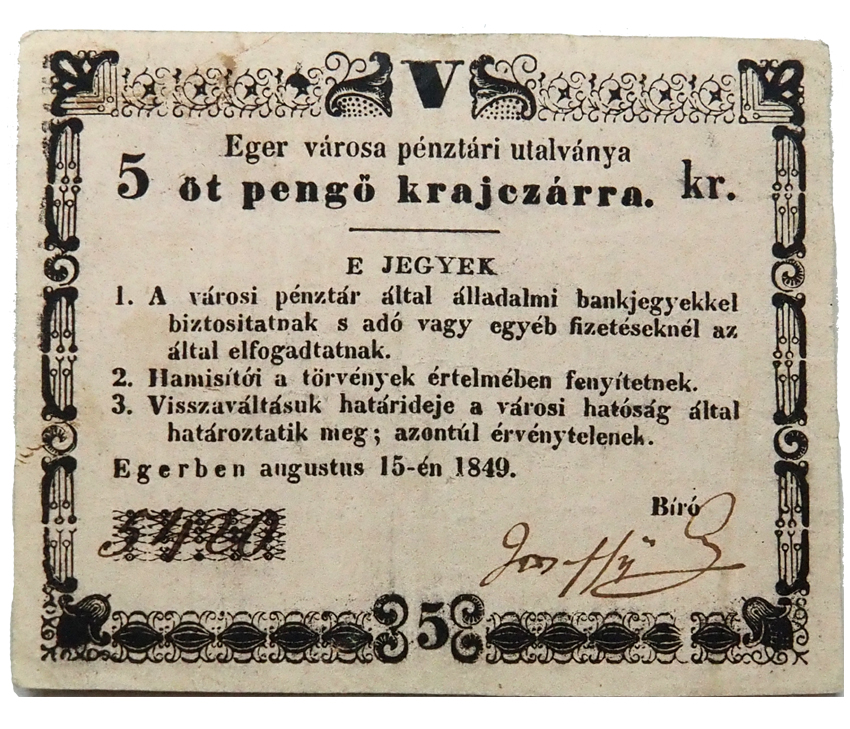 V
Eger városa pénztári utalványa
5 öt pengő krajczárra. kr.
E JEGYEK
1. A városi pénztár által álladalmi bankjegyekkel
biztositatnak s adó vagy egyéb fizetéseknél az
által elfogadtatnak.
2. Hamisítói a törvények értelmében fenyítetnek.
3. Visszaváltásuk határideje a városi hatóság által
határoztatik meg; azontúl érvénytelenek.
Egerben augustus 15-én 1849.
Bíró
5420
5